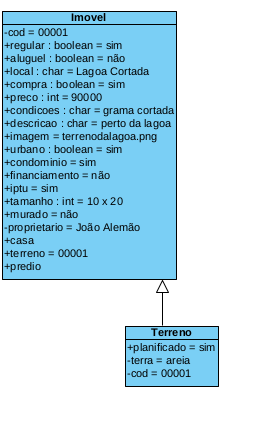 Imovel
-cod = 00001
+regular : boolean = sim
+aluguel : boolean = não
+local : char = Lagoa Cortada
+compra : boolean = sim
+preco : int = 90000
+condicoes : char = grama cortada
+descricao : char = perto da lagoa
+imagem = terrenodalagoa.png
+urbano : boolean = sim
+condominio = sim
+financiamento = não
+iptu = sim
+tamanho : int = 10 x 20
+murado = não
-proprietario = João Alemão
+casa
+terreno = 00001
+predio
Terreno
+planificado = sim
-terra = areia
-cod = 00001